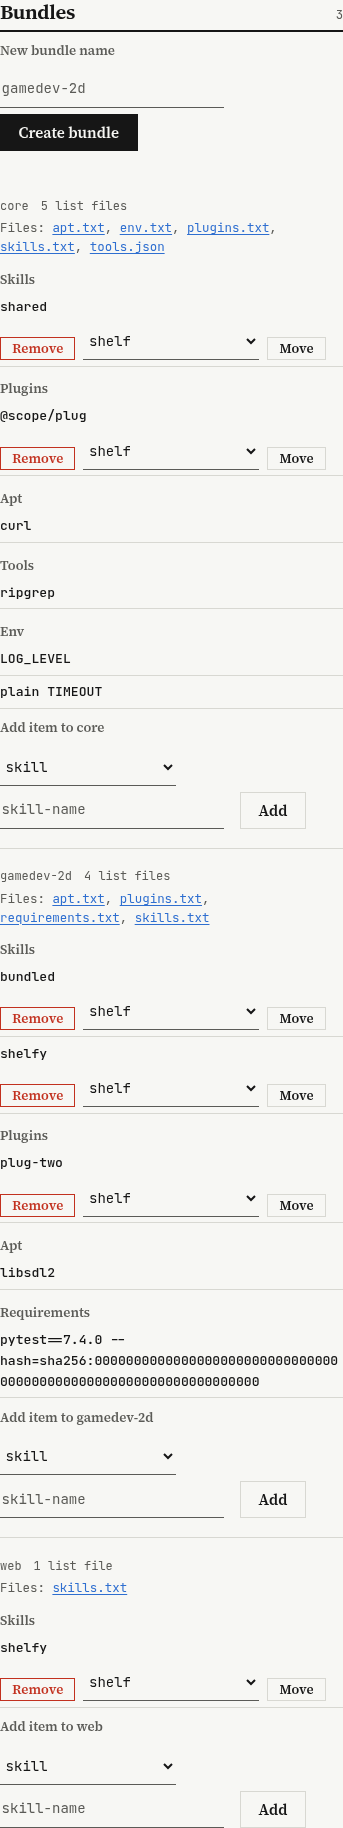 Bundles 3
New bundle name
gamedev-2d
Create bundle
core 5 list files
Files: apt.txt, env.txt, plugins.txt,
skills.txt, tools.json
Skills
shared
Remove shelf Move
Plugins
@scope/plug
Remove shelf Move
Apt
curl
Tools
ripgrep
Env
LOG_LEVEL
plain TIMEOUT
Add item to core
skill
skill-name Add
gamedev-2d 4 list files
Files: apt.txt, plugins.txt,
requirements.txt, skills.txt
Skills
bundled
Remove shelf Move
shelfy
Remove shelf Move
Plugins
plug-two
Remove shelf Move
Apt
libsdl2
Requirements
pytest==7.4.0 --
hash=sha256:00000000000000000000000000000000
00000000000000000000000000000000
Add item to gamedev-2d
skill
skill-name Add
web 1 list file
Files: skills.txt
Skills
shelfy
Remove shelf Move
Add item to web
skill
skill-name Add